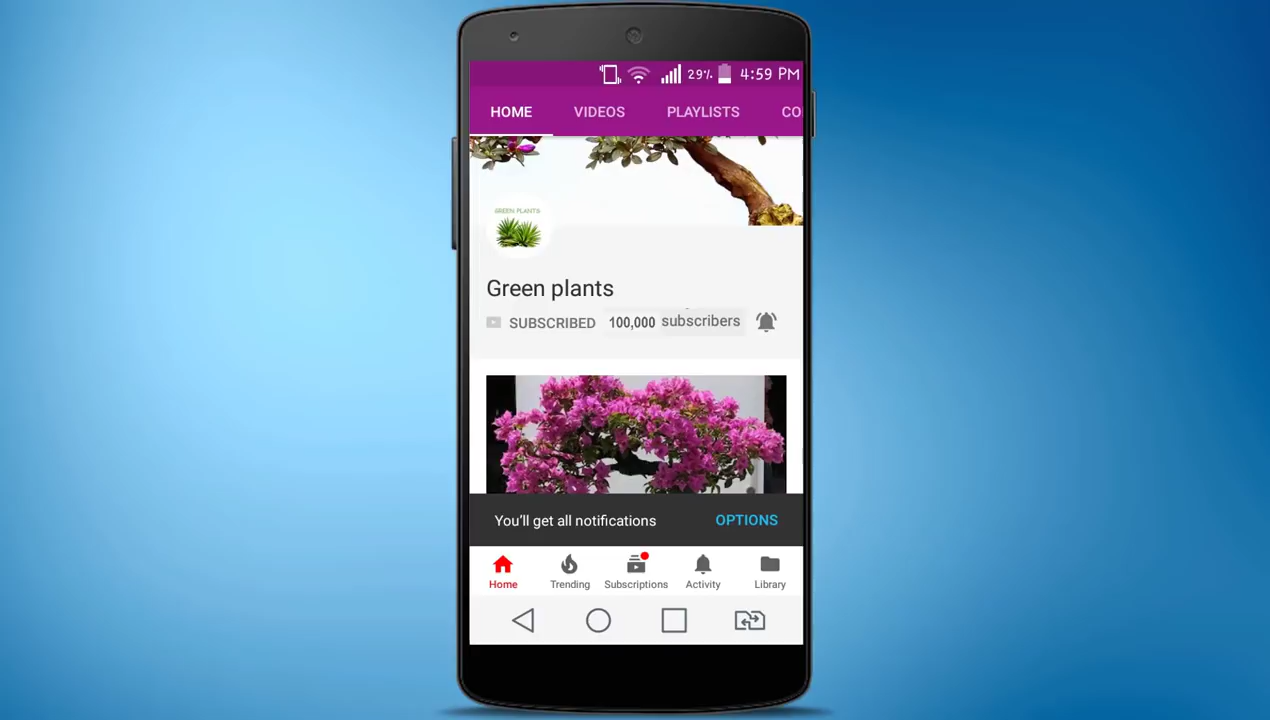 29% 4:59 PM
HOME VIDEOS PLAYLISTS CO
GREEN PLANTS
Green plants
SUBSCRIBED 100,000 subscribers
You'll get all notifications OPTIONS
Home Trending Subscriptions Activity Library